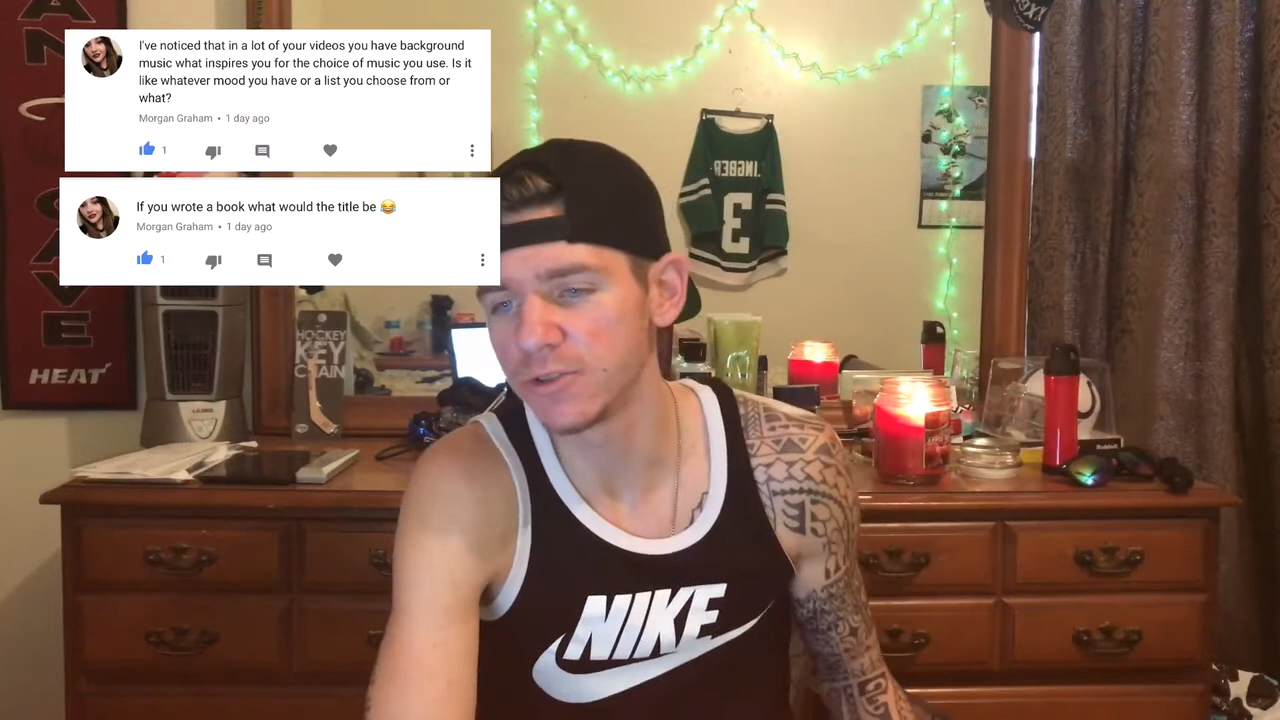 I've noticed that in a lot of your videos you have background
music what inspires you for the choice of music you use. Is it
like whatever mood you have or a list you choose from or
what?
Morgan Graham • 1 day ago
1
If you wrote a book what would the title be 😂
Morgan Graham • 1 day ago
1
HEAT
HOCKEY
KEY
CHAIN
LINGBER
3
NIKE
APPLE
Riddell